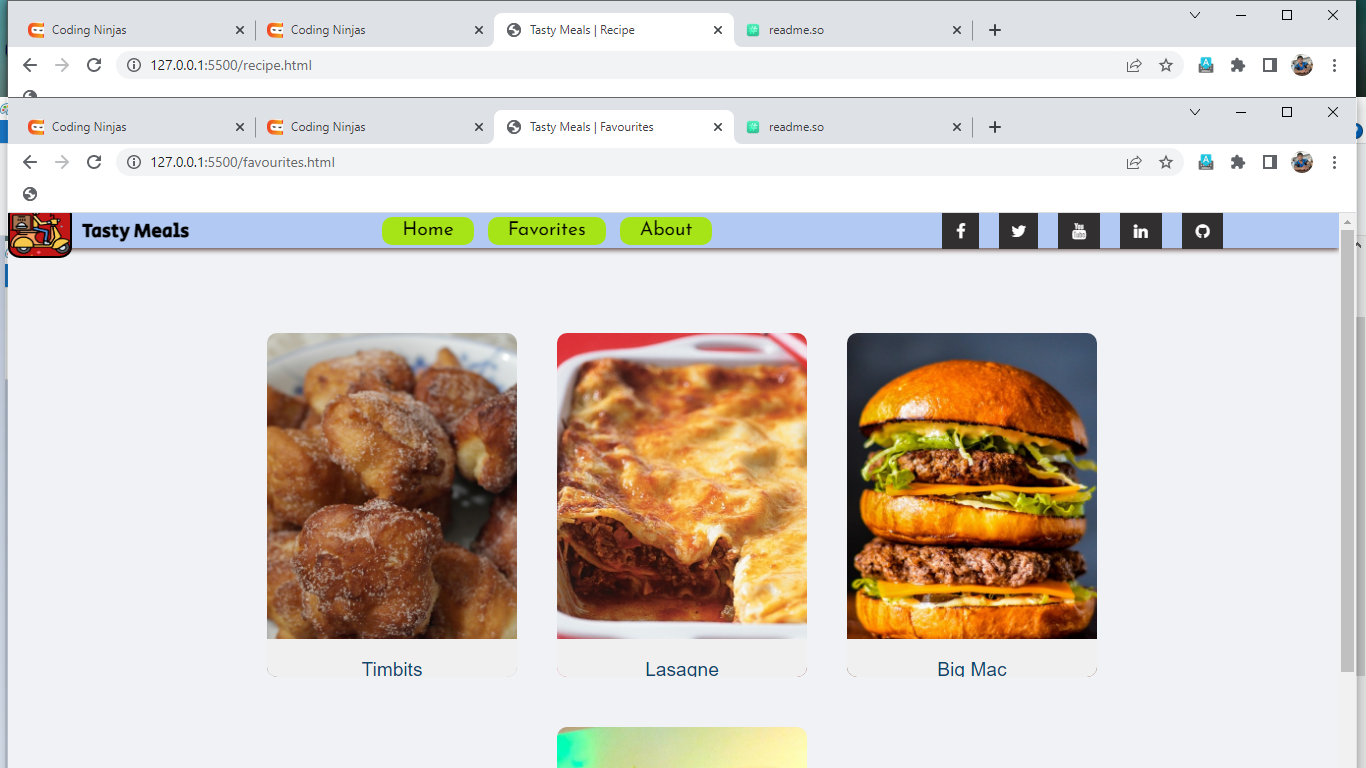 Coding Ninjas Coding Ninjas Tasty Meals | Recipe readme.so
127.0.0.1:5500/recipe.html
Coding Ninjas Coding Ninjas Tasty Meals | Favourites readme.so
127.0.0.1:5500/favourites.html
Tasty Meals Home Favorites About
Timbits Lasagne Big Mac